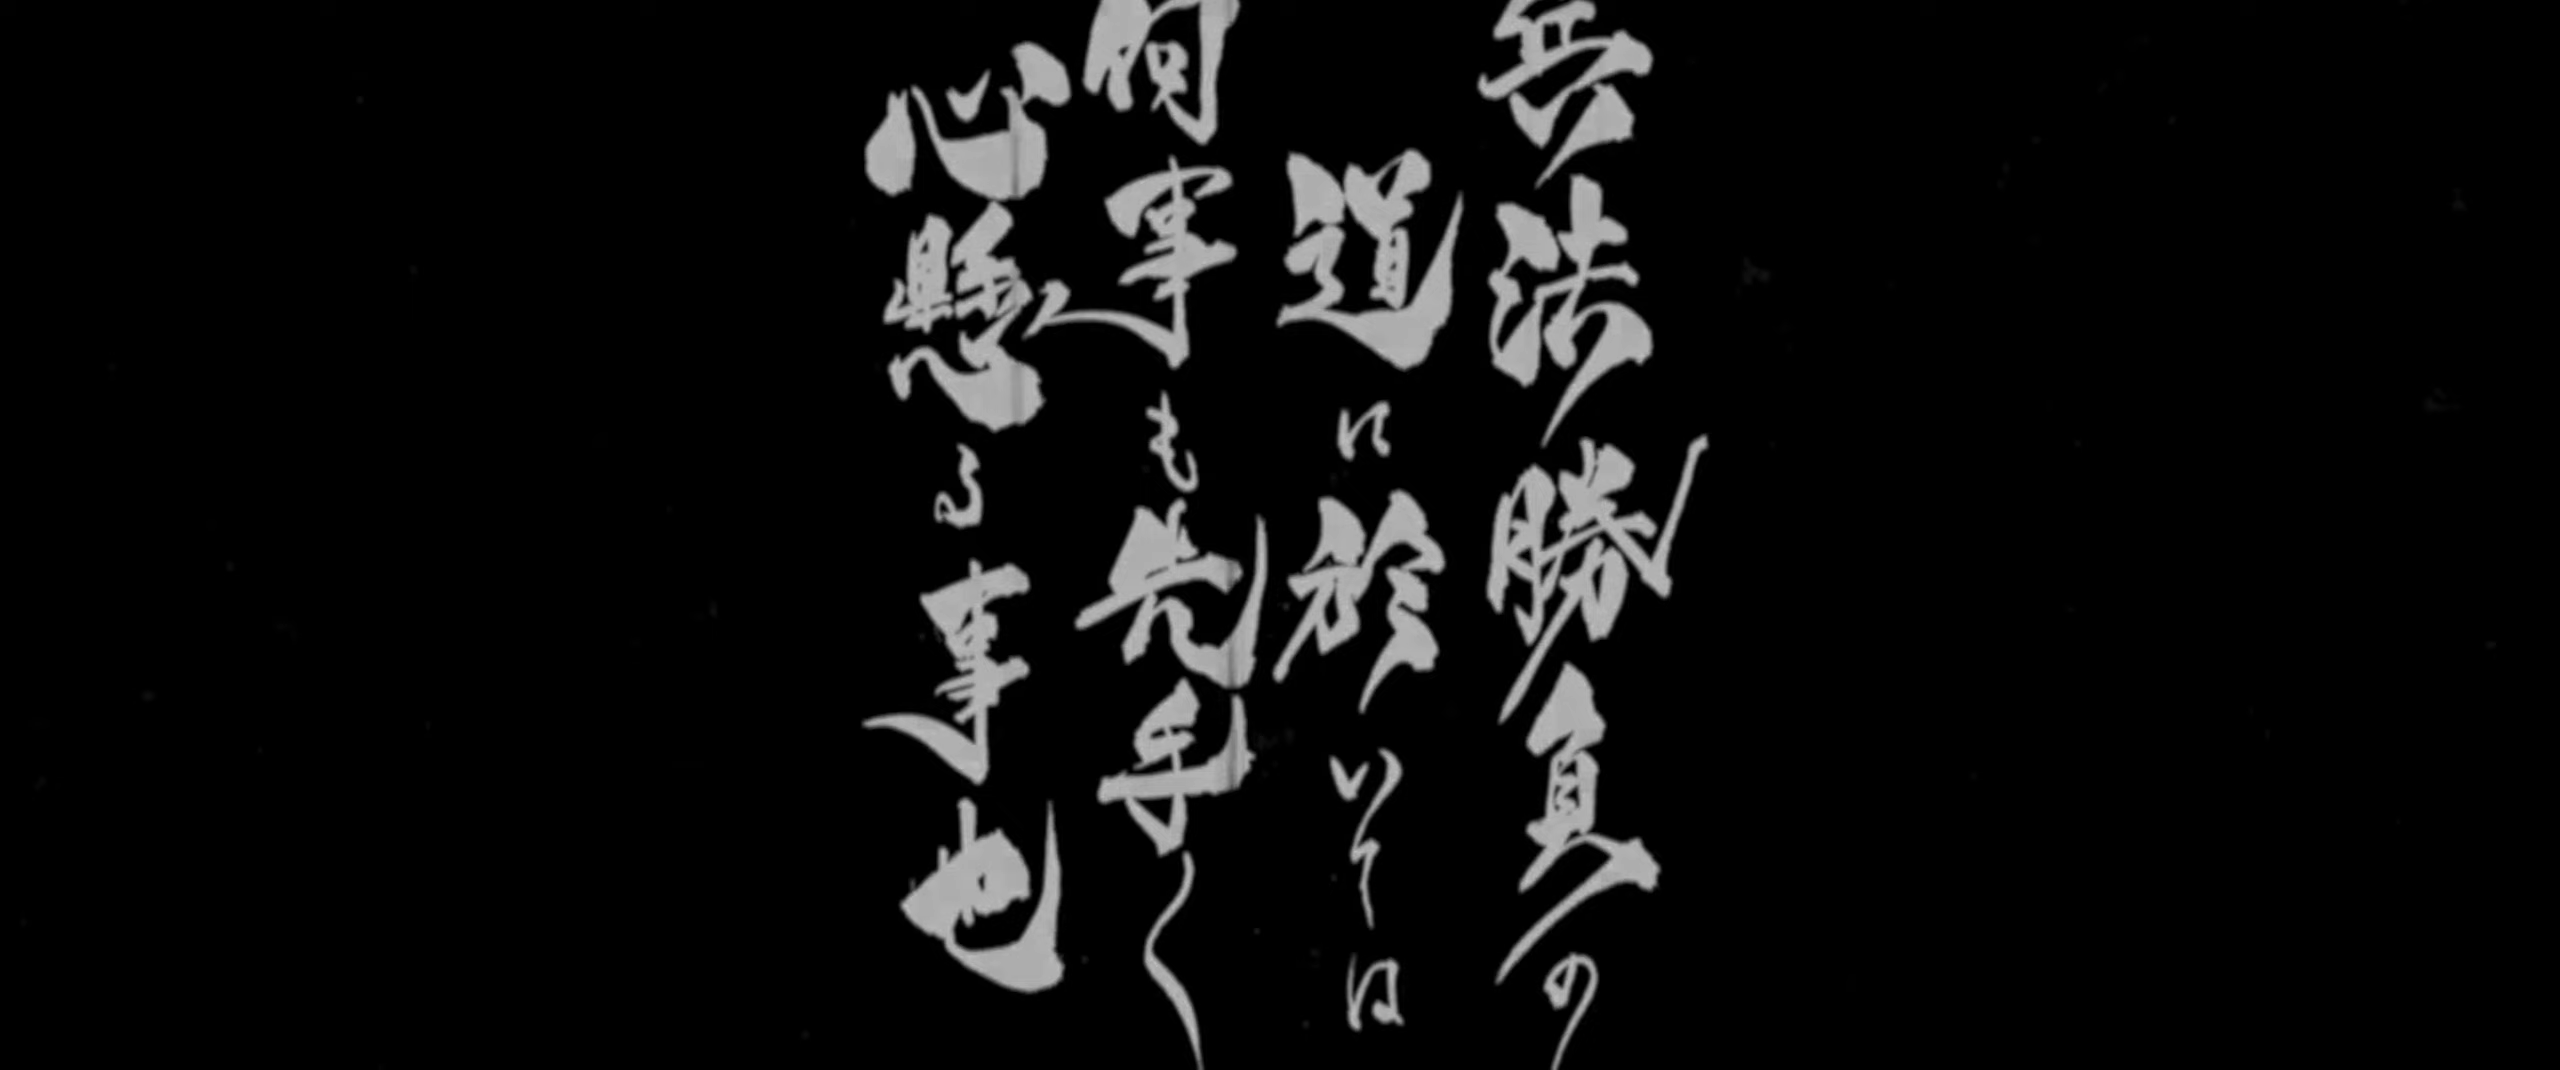 兵法勝負の
道に於いては
何事も先手〱
心懸る事也